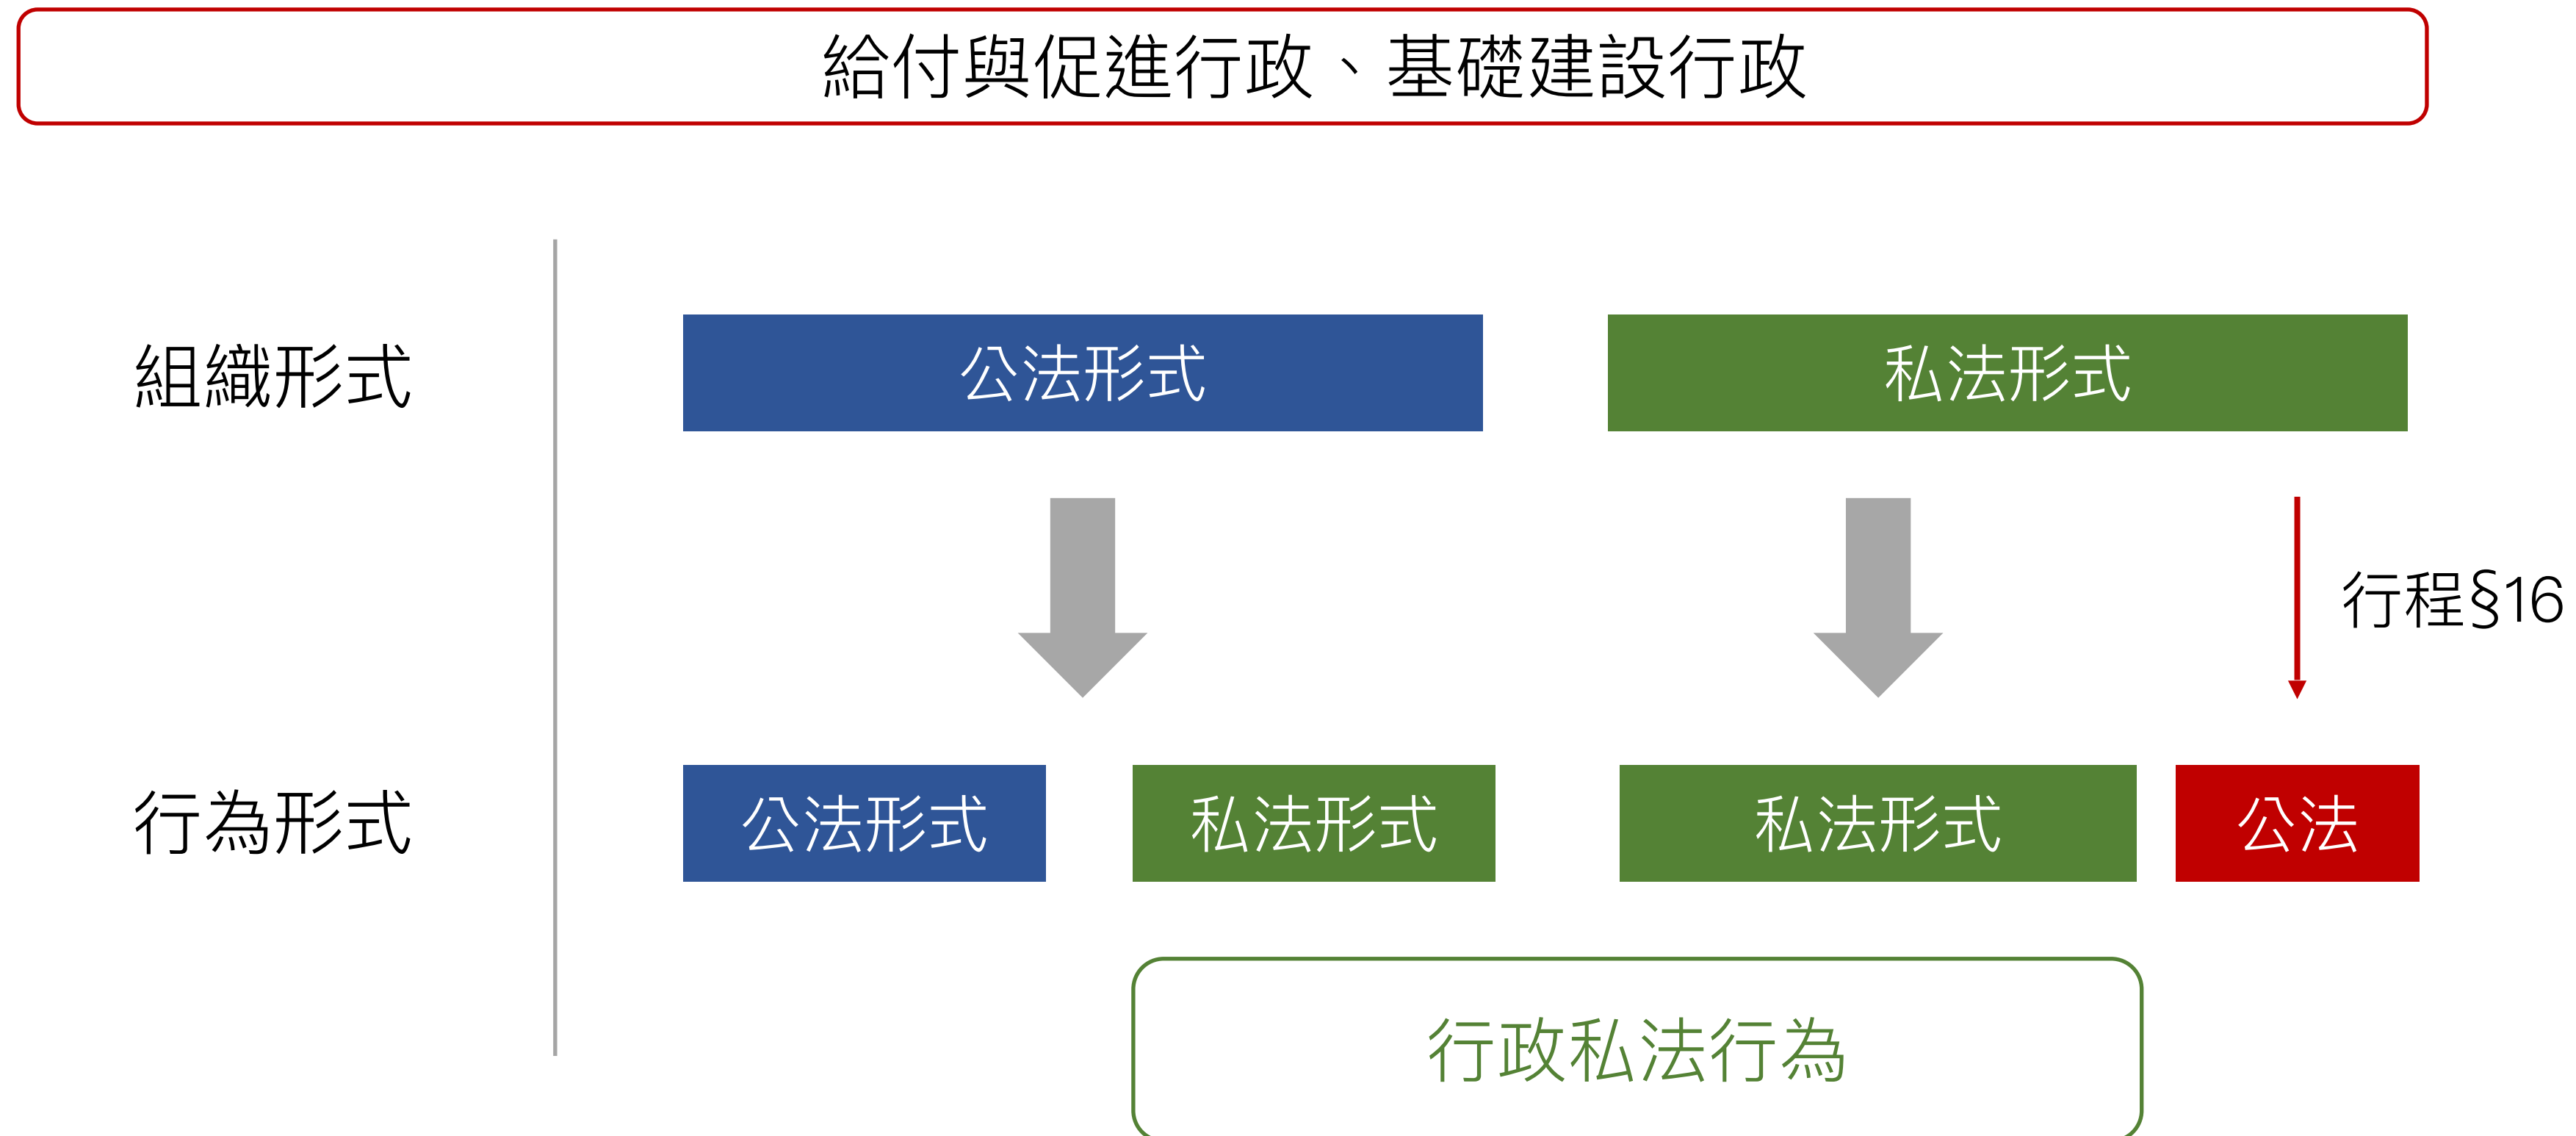 給付與促進行政、基礎建設行政
組織形式
公法形式
私法形式
行程§16
行為形式
公法形式
私法形式
私法形式
公法
行政私法行為